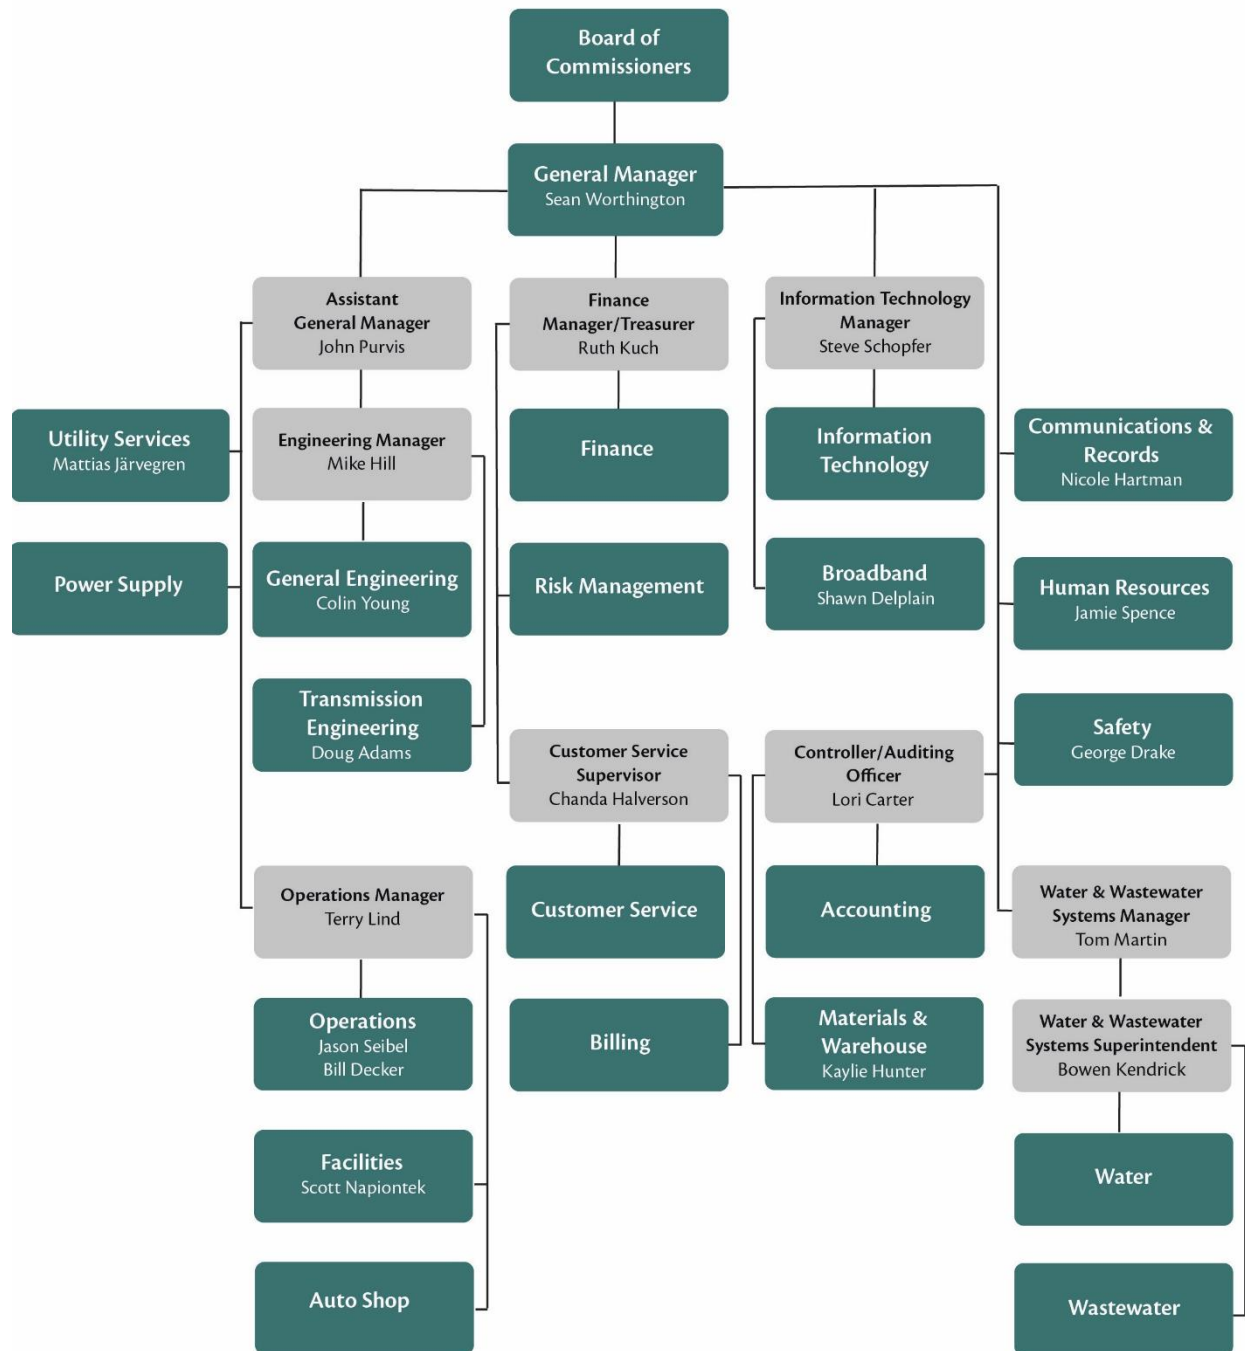 Board of
Commissioners
General Manager
Sean Worthington
Assistant
General Manager
John Purvis
Finance
Manager/Treasurer
Ruth Kuch
Information Technology
Manager
Steve Schopfer
Utility Services
Mattias Järvegren
Engineering Manager
Mike Hill
Finance
Information
Technology
Communications &
Records
Nicole Hartman
Power Supply
General Engineering
Colin Young
Risk Management
Broadband
Shawn Delplain
Human Resources
Jamie Spence
Transmission
Engineering
Doug Adams
Customer Service
Supervisor
Chanda Halverson
Controller/Auditing
Officer
Lori Carter
Safety
George Drake
Operations Manager
Terry Lind
Customer Service
Accounting
Water & Wastewater
Systems Manager
Tom Martin
Operations
Jason Seibel
Bill Decker
Billing
Materials &
Warehouse
Kaylie Hunter
Water & Wastewater
Systems Superintendent
Bowen Kendrick
Facilities
Scott Napiontek
Water
Auto Shop
Wastewater